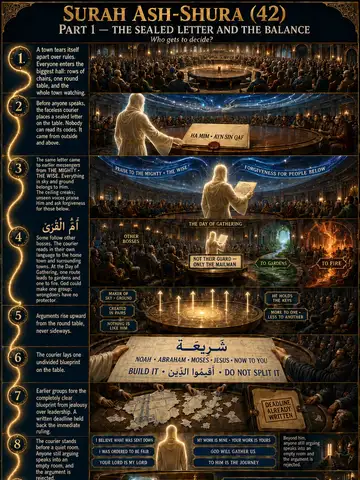 SURAH ASH-SHURA (42)
PART 1 — THE SEALED LETTER AND THE BALANCE
Who gets to decide?
1
A town tears itself
apart over rules.
Everyone enters the
biggest hall: rows of
chairs, one round
table, and the
whole town watching.
2
Before anyone speaks,
the faceless courier
places a sealed letter
on the table. Nobody
can read its codes. It
came from outside and
above.
HA MIM · AYN SIN QAF
3
The same letter
came to earlier messengers
from THE MIGHTY ·
THE WISE. Everything
in sky and ground
belongs to Him.
The ceiling creaks;
unseen voices praise
Him and ask forgiveness
for those below.
PRAISE TO THE MIGHTY · THE WISE
FORGIVENESS FOR PEOPLE BELOW
4
أُمُّ الْقُرَىٰ
Some follow other
bosses. The courier
reads in their own
language to the home
town and surrounding
towns. At the Day of
Gathering, one route
leads to gardens and
one to fire. God could
make one group;
wrongdoers have no
protector.
THE DAY OF GATHERING
OTHER
BOSSES
NOT THEIR GUARD —
ONLY THE MAILMAN
TO GARDENS
TO FIRE
5
Arguments rise upward
from the round table,
never sideways.
MAKER OF
SKY + GROUND
ALL
IN PAIRS
NOTHING IS
LIKE HIM
HE HOLDS
THE KEYS
MORE TO ONE –
LESS TO ANOTHER
6
The courier lays one
undivided blueprint
on the table.
شَرِيعَة
NOAH · ABRAHAM · MOSES · JESUS · NOW TO YOU
BUILD IT · أَقِيمُوا الدِّينَ · DO NOT SPLIT IT
7
Earlier groups tore the
completely clear
blueprint from jealousy
over leadership. A
written deadline held
back the immediate
ruling.
DEADLINE
ALREADY
WRITTEN
8
The courier stands
before a quiet room.
Anyone still arguing
speaks into an
empty room, and
the argument is
rejected.
I BELIEVE WHAT WAS SENT DOWN
I WAS ORDERED TO BE FAIR
YOUR LORD IS MY LORD
MY WORK IS MINE · YOUR WORK IS YOURS
GOD WILL GATHER US
TO HIM IS THE JOURNEY
Beyond him,
anyone still arguing
speaks into an
empty room, and
the argument is
rejected.